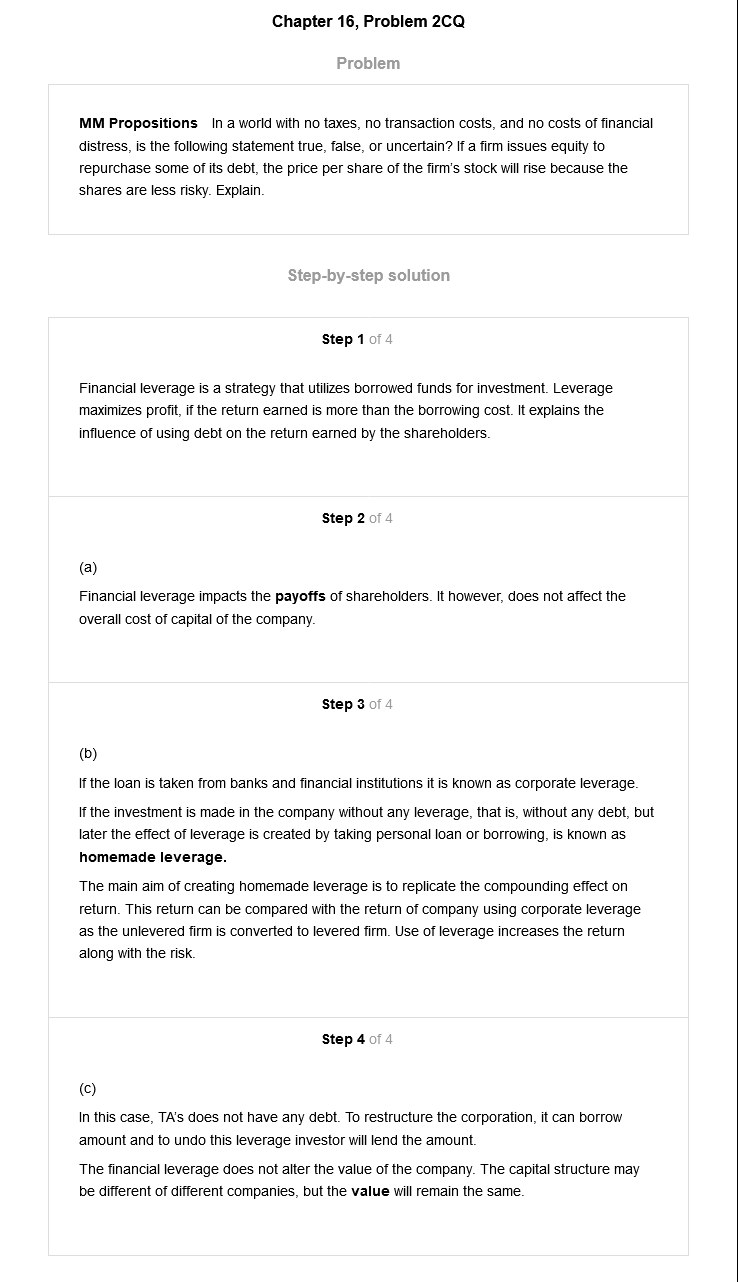 Chapter 16, Problem 2CQ
Problem
MM Propositions In a world with no taxes, no transaction costs, and no costs of financial
distress, is the following statement true, false, or uncertain? If a firm issues equity to
repurchase some of its debt, the price per share of the firm's stock will rise because the
shares are less risky. Explain.
Step-by-step solution
Step 1 of 4
Financial leverage is a strategy that utilizes borrowed funds for investment. Leverage
maximizes profit, if the return earned is more than the borrowing cost. It explains the
influence of using debt on the return earned by the shareholders.
Step 2 of 4
(a)
Financial leverage impacts the payoffs of shareholders. It however, does not affect the
overall cost of capital of the company.
Step 3 of 4
(b)
If the loan is taken from banks and financial institutions it is known as corporate leverage.
If the investment is made in the company without any leverage, that is, without any debt, but
later the effect of leverage is created by taking personal loan or borrowing, is known as
homemade leverage.
The main aim of creating homemade leverage is to replicate the compounding effect on
return. This return can be compared with the return of company using corporate leverage
as the unlevered firm is converted to levered firm. Use of leverage increases the return
along with the risk.
Step 4 of 4
(c)
In this case, TA's does not have any debt. To restructure the corporation, it can borrow
amount and to undo this leverage investor will lend the amount.
The financial leverage does not alter the value of the company. The capital structure may
be different of different companies, but the value will remain the same.